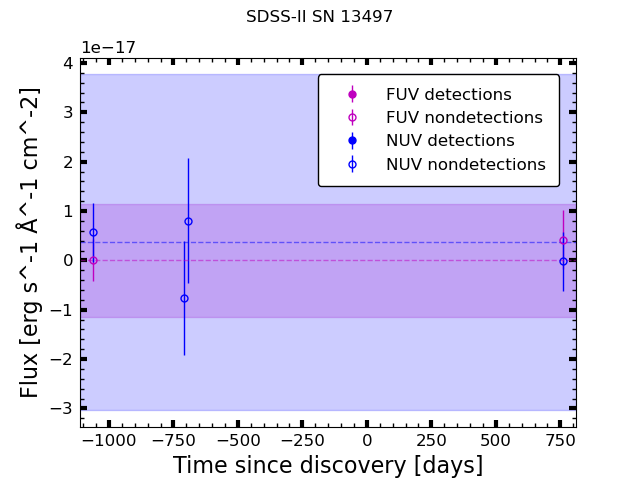 SDSS-II SN 13497
1e−17
4
3
2
1
0
−1
−2
−3
Flux [erg s^-1 Å^-1 cm^-2]
FUV detections
FUV nondetections
NUV detections
NUV nondetections
−1000 −750 −500 −250 0 250 500 750
Time since discovery [days]